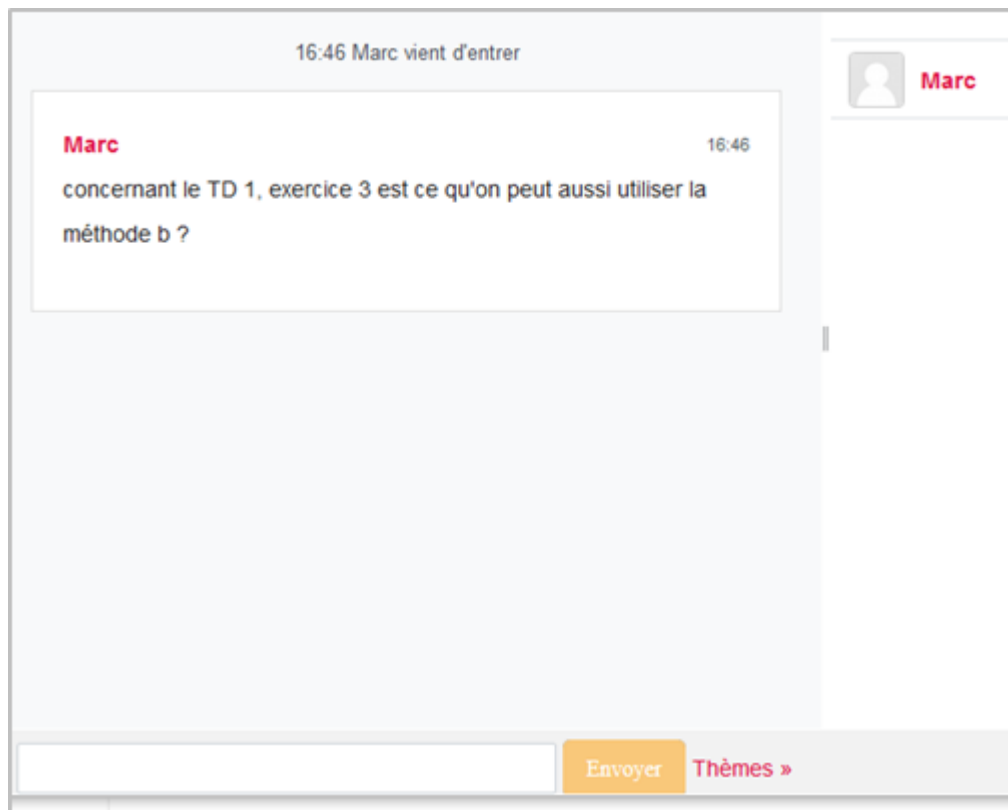 16:46 Marc vient d'entrer
Marc
Marc
16:46
concernant le TD 1, exercice 3 est ce qu'on peut aussi utiliser la
méthode b ?
Envoyer
Thèmes »